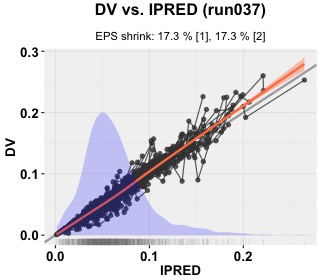 DV vs. IPRED (run037)
EPS shrink: 17.3 % [1], 17.3 % [2]
0.3
0.2
DV
0.1
0.0
0.0 0.1 0.2
IPRED